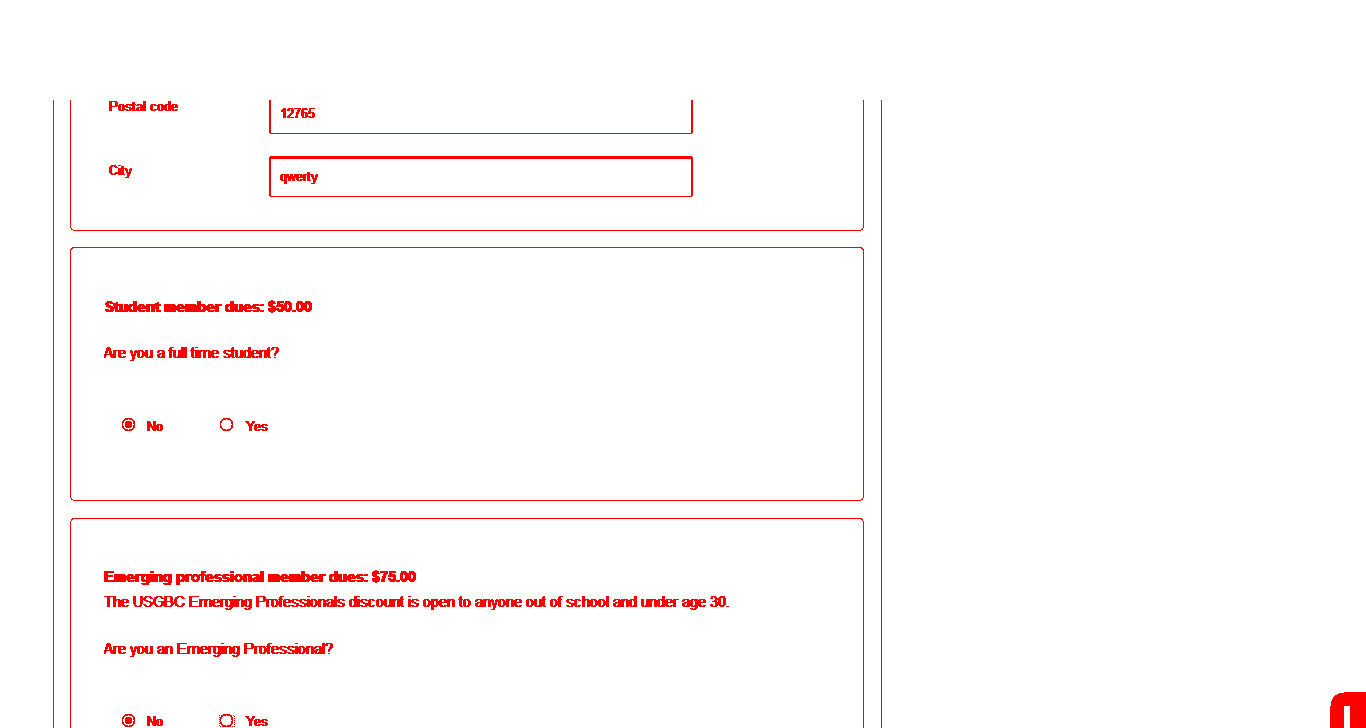 Postal code
12765
City
qwerty
Student member dues: $50.00
Are you a full time student?
No Yes
Emerging professional member dues: $75.00
The USGBC Emerging Professionals discount is open to anyone out of school and under age 30.
Are you an Emerging Professional?
No Yes